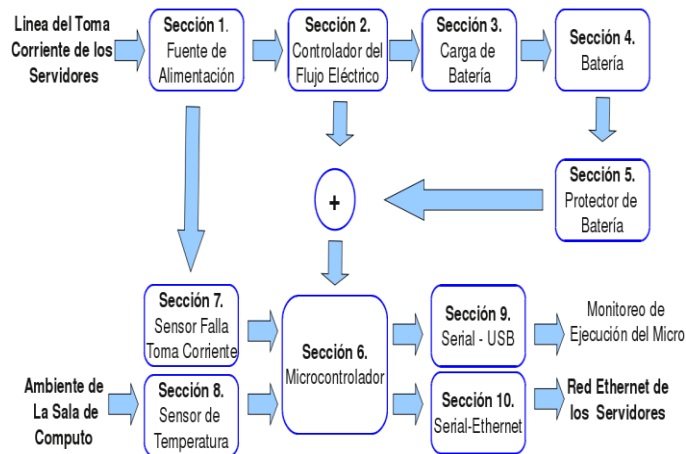 Linea del Toma
Corriente de los
Servidores
Sección 1.
Fuente de
Alimentación
Sección 2.
Controlador del
Flujo Eléctrico
Sección 3.
Carga de
Batería
Sección 4.
Batería
Sección 5.
Protector de
Batería
+
Sección 7.
Sensor Falla
Toma Corriente
Sección 6.
Microcontrolador
Sección 9.
Serial - USB
Monitoreo de
Ejecución del Micro
Ambiente de
La Sala de
Computo
Sección 8.
Sensor de
Temperatura
Sección 10.
Serial-Ethernet
Red Ethernet de
los Servidores